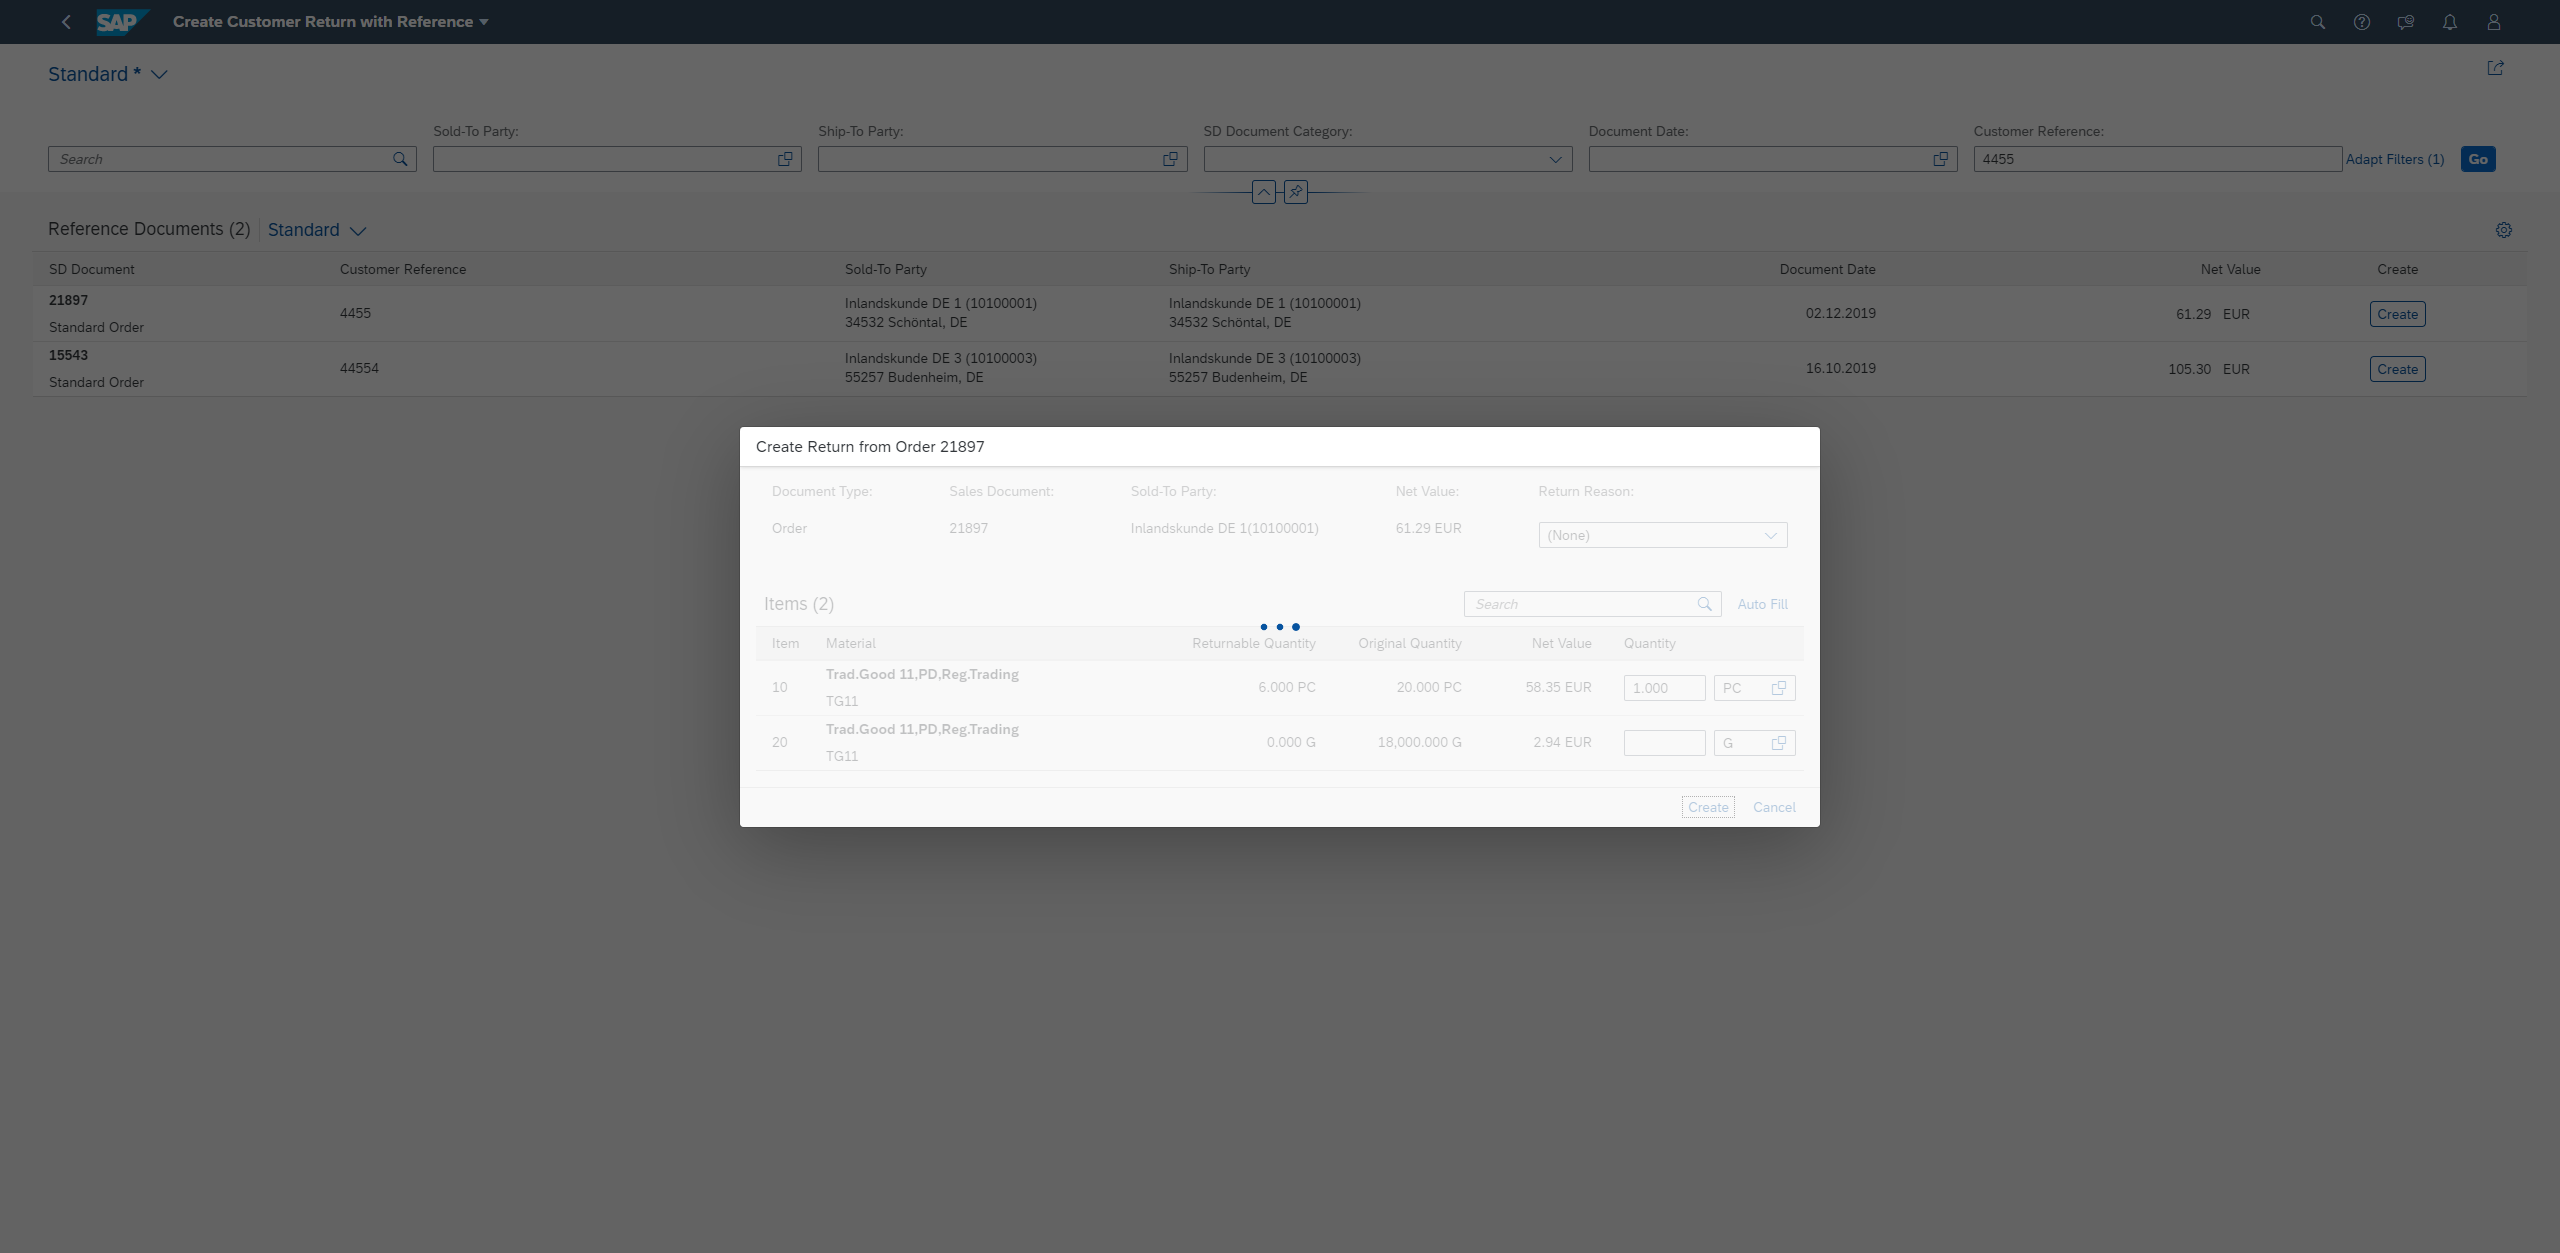 SAP Create Customer Return with Reference
Standard *
Sold-To Party: Ship-To Party: SD Document Category: Document Date: Customer Reference:
Search 4455 Adapt Filters (1) Go
Reference Documents (2) Standard
SD Document Customer Reference Sold-To Party Ship-To Party Document Date Net Value Create
21897
Standard Order
4455
Inlandskunde DE 1 (10100001)
34532 Schöntal, DE
Inlandskunde DE 1 (10100001)
34532 Schöntal, DE
02.12.2019 61.29 EUR Create
15543
Standard Order
44554
Inlandskunde DE 3 (10100003)
55257 Budenheim, DE
Inlandskunde DE 3 (10100003)
55257 Budenheim, DE
16.10.2019 105.30 EUR Create
Create Return from Order 21897
Document Type: Sales Document: Sold-To Party: Net Value: Return Reason:
Order 21897 Inlandskunde DE 1(10100001) 61.29 EUR (None)
Items (2) Search Auto Fill
Item Material Returnable Quantity Original Quantity Net Value Quantity
10
Trad.Good 11,PD,Reg.Trading
TG11
6.000 PC 20.000 PC 58.35 EUR 1.000 PC
20
Trad.Good 11,PD,Reg.Trading
TG11
0.000 G 18,000.000 G 2.94 EUR G
Create Cancel